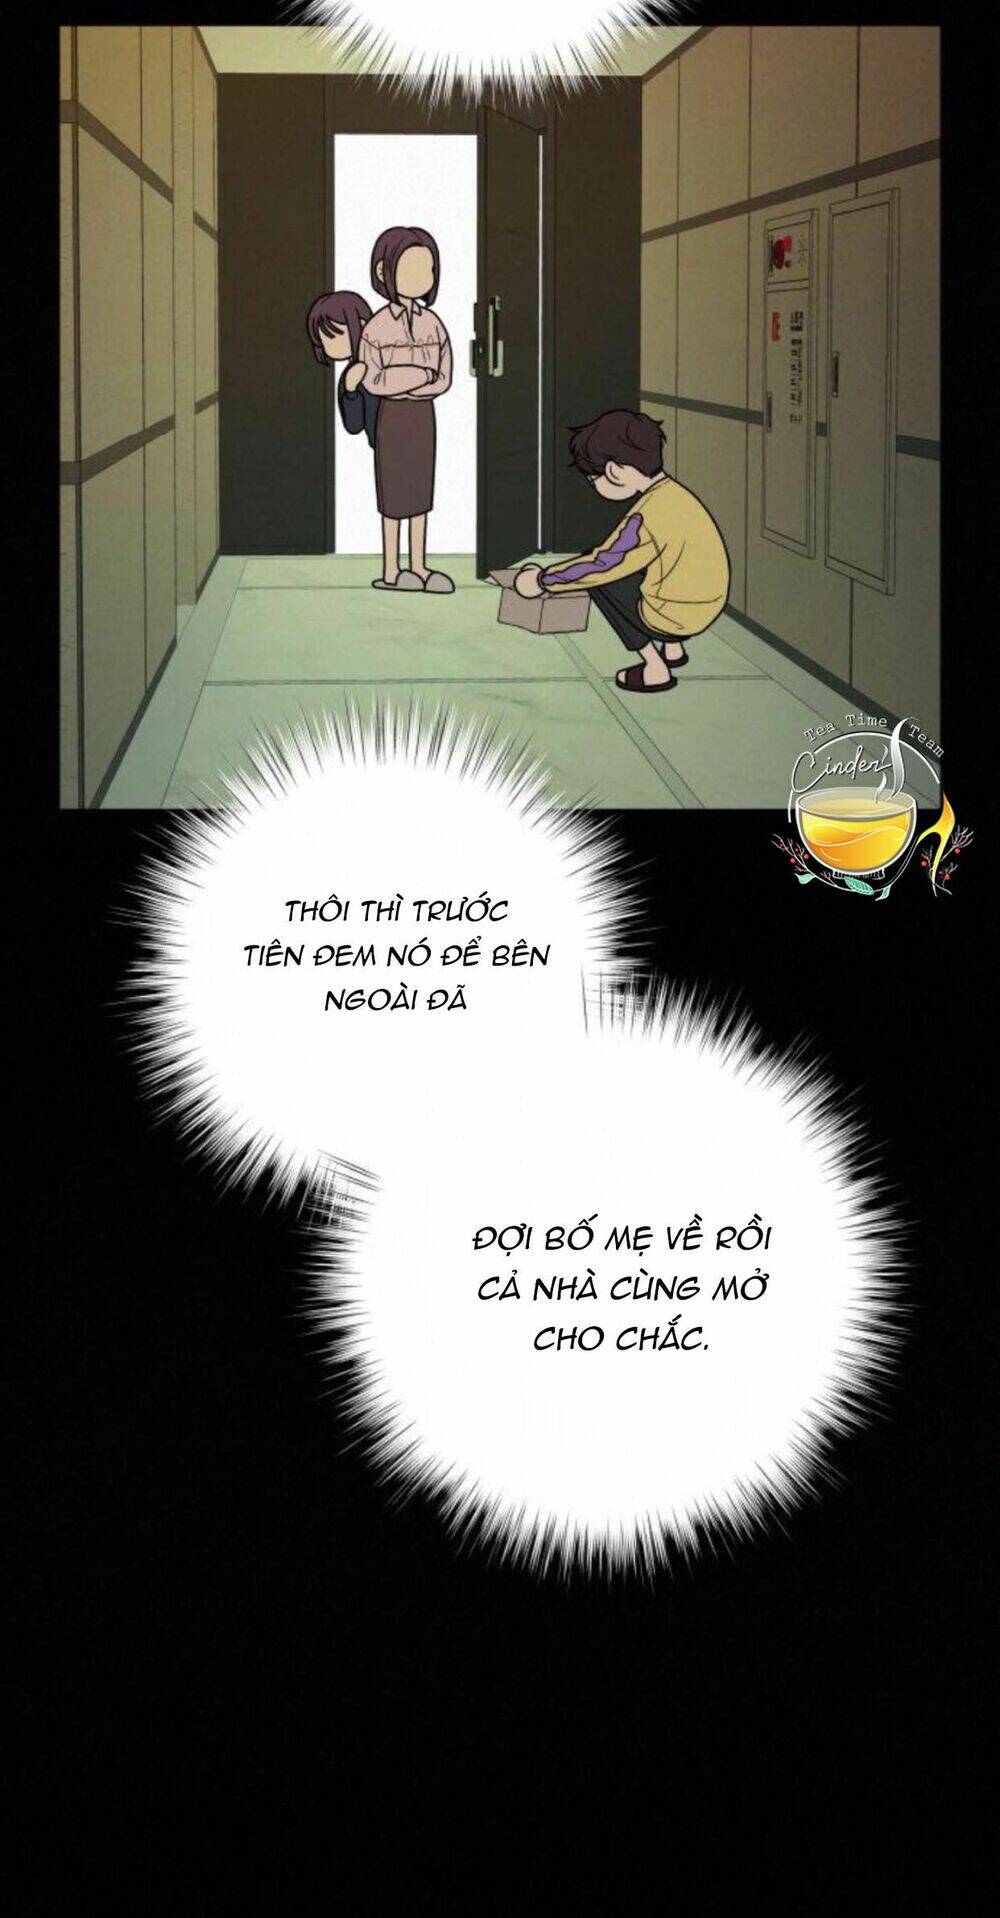 Tea Time Team
Cinder
THÔI THÌ TRƯỚC
TIÊN ĐEM NÓ ĐỂ BÊN
NGOÀI ĐÃ
ĐỢI BỐ MẸ VỀ RỒI
CẢ NHÀ CÙNG MỞ
CHO CHẮC.